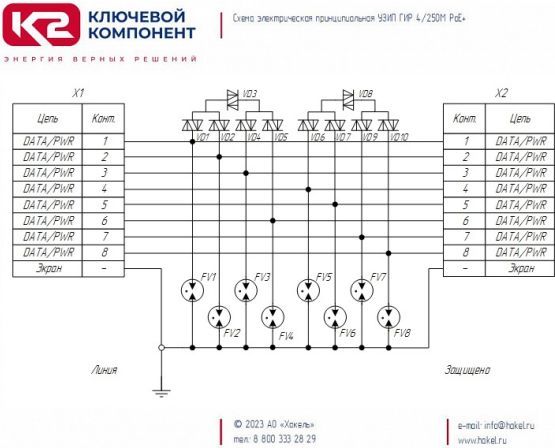 К2 КЛЮЧЕВОЙ
КОМПОНЕНТ
ЭНЕРГИЯ ВЕРНЫХ РЕШЕНИЙ
Схема электрическая принципиальная УЗИП ГИР 4/250М PoE+
X1
Цепь Конт.
DATA/PWR 1
DATA/PWR 2
DATA/PWR 3
DATA/PWR 4
DATA/PWR 5
DATA/PWR 6
DATA/PWR 7
DATA/PWR 8
Экран -
VD3 VD8
VD1 VD2 VD4 VD5 VD6 VD7 VD9 VD10
FV1 FV3 FV5 FV7
FV2 FV4 FV6 FV8
X2
Конт. Цепь
1 DATA/PWR
2 DATA/PWR
3 DATA/PWR
4 DATA/PWR
5 DATA/PWR
6 DATA/PWR
7 DATA/PWR
8 DATA/PWR
- Экран
Линия Защищено
© 2023 АО «Хакель»
тел: 8 800 333 28 29
e-mail: info@hakel.ru
www.hakel.ru